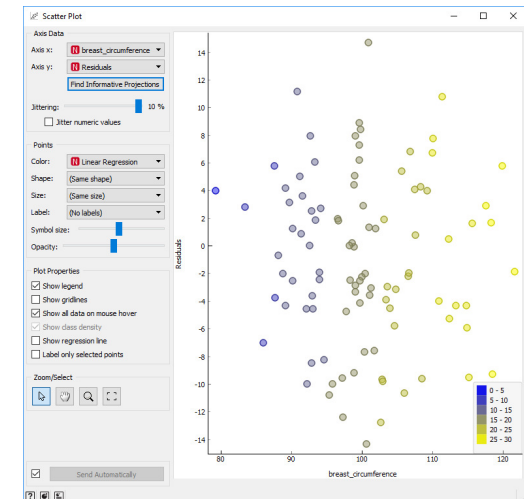 Scatter Plot
Axis Data
Axis x: N breast_circumference
Axis y: N Residuals
Find Informative Projections
Jittering: 10 %
Jitter numeric values
Points
Color: N Linear Regression
Shape: (Same shape)
Size: (Same size)
Label: (No labels)
Symbol size:
Opacity:
Plot Properties
Show legend
Show gridlines
Show all data on mouse hover
Show class density
Show regression line
Label only selected points
Zoom/Select
Send Automatically
?
Residuals
14
12
10
8
6
4
2
0
-2
-4
-6
-8
-10
-12
-14
80 90 100 110 120
breast_circumference
0 - 5
5 - 10
10 - 15
15 - 20
20 - 25
25 - 30